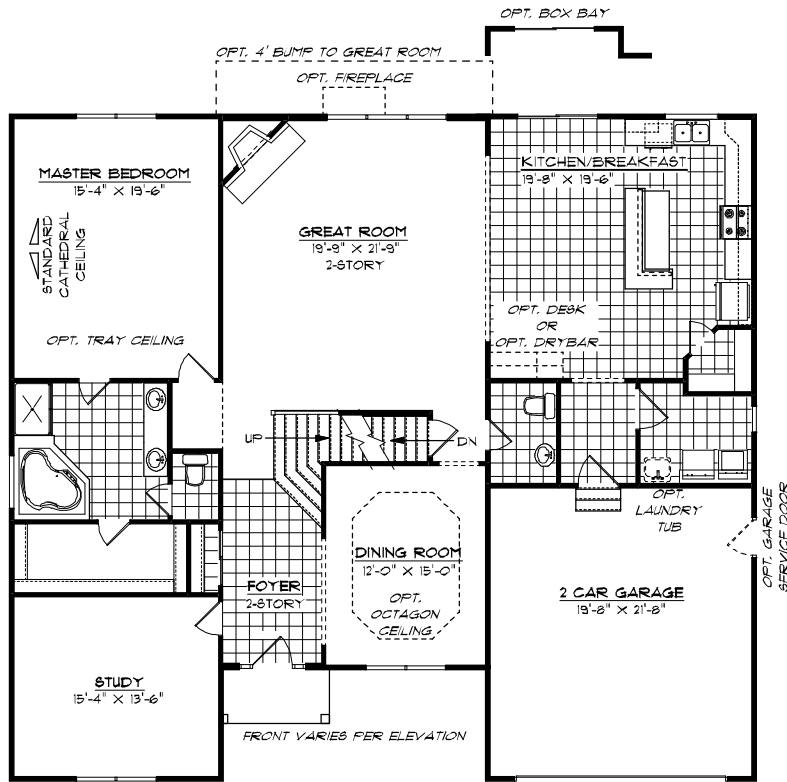 OPT. BOX BAY
OPT. 4' BUMP TO GREAT ROOM
OPT. FIREPLACE
MASTER BEDROOM
15'-4" X 19'-6"
STANDARD
CATHEDRAL
CEILING
OPT. TRAY CEILING
GREAT ROOM
19'-9" X 21'-9"
2-STORY
KITCHEN/BREAKFAST
19'-8" X 19'-6"
OPT. DESK
OR
OPT. DRYBAR
UP
DN
OPT.
LAUNDRY
TUB
OPT. GARAGE
SERVICE DOOR
DINING ROOM
12'-0" X 15'-0"
OPT.
OCTAGON
CEILING
FOYER
2-STORY
2 CAR GARAGE
19'-8" X 21'-8"
STUDY
15'-4" X 13'-6"
FRONT VARIES PER ELEVATION